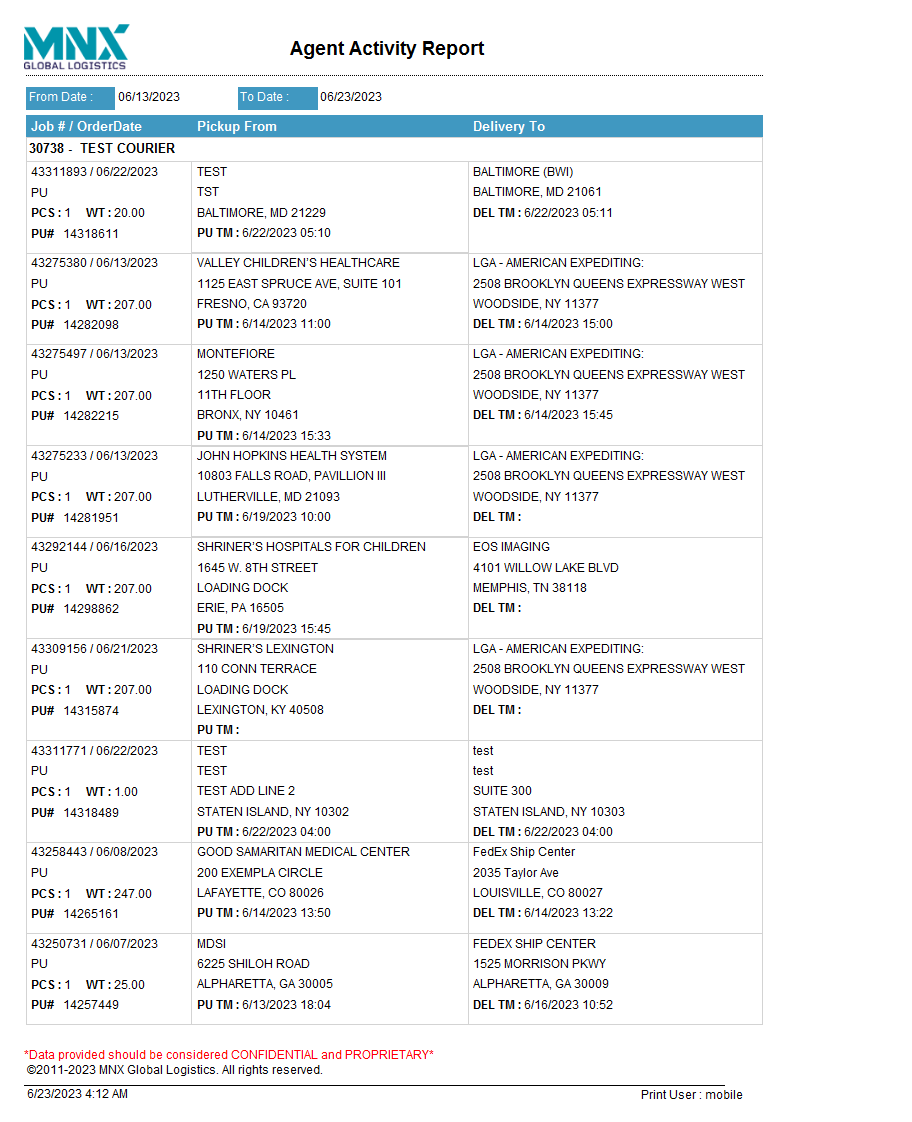 MNX
GLOBAL LOGISTICS
Agent Activity Report
From Date : 06/13/2023 To Date : 06/23/2023
Job # / OrderDate Pickup From Delivery To
30738 - TEST COURIER
43311893 / 06/22/2023 TEST BALTIMORE (BWI)
PU TST BALTIMORE, MD 21061
PCS : 1 WT : 20.00 BALTIMORE, MD 21229 DEL TM : 6/22/2023 05:11
PU# 14318611 PU TM : 6/22/2023 05:10
43275380 / 06/13/2023 VALLEY CHILDREN'S HEALTHCARE LGA - AMERICAN EXPEDITING:
PU 1125 EAST SPRUCE AVE, SUITE 101 2508 BROOKLYN QUEENS EXPRESSWAY WEST
PCS : 1 WT : 207.00 FRESNO, CA 93720 WOODSIDE, NY 11377
PU# 14282098 PU TM : 6/14/2023 11:00 DEL TM : 6/14/2023 15:00
43275497 / 06/13/2023 MONTEFIORE LGA - AMERICAN EXPEDITING:
PU 1250 WATERS PL 2508 BROOKLYN QUEENS EXPRESSWAY WEST
PCS : 1 WT : 207.00 11TH FLOOR WOODSIDE, NY 11377
PU# 14282215 BRONX, NY 10461 DEL TM : 6/14/2023 15:45
PU TM : 6/14/2023 15:33
43275233 / 06/13/2023 JOHN HOPKINS HEALTH SYSTEM LGA - AMERICAN EXPEDITING:
PU 10803 FALLS ROAD, PAVILLION III 2508 BROOKLYN QUEENS EXPRESSWAY WEST
PCS : 1 WT : 207.00 LUTHERVILLE, MD 21093 WOODSIDE, NY 11377
PU# 14281951 PU TM : 6/19/2023 10:00 DEL TM :
43292144 / 06/16/2023 SHRINER'S HOSPITALS FOR CHILDREN EOS IMAGING
PU 1645 W. 8TH STREET 4101 WILLOW LAKE BLVD
PCS : 1 WT : 207.00 LOADING DOCK MEMPHIS, TN 38118
PU# 14298862 ERIE, PA 16505 DEL TM :
PU TM : 6/19/2023 15:45
43309156 / 06/21/2023 SHRINER'S LEXINGTON LGA - AMERICAN EXPEDITING:
PU 110 CONN TERRACE 2508 BROOKLYN QUEENS EXPRESSWAY WEST
PCS : 1 WT : 207.00 LOADING DOCK WOODSIDE, NY 11377
PU# 14315874 LEXINGTON, KY 40508 DEL TM :
PU TM :
43311771 / 06/22/2023 TEST test
PU TEST test
PCS : 1 WT : 1.00 TEST ADD LINE 2 SUITE 300
PU# 14318489 STATEN ISLAND, NY 10302 STATEN ISLAND, NY 10303
PU TM : 6/22/2023 04:00 DEL TM : 6/22/2023 04:00
43258443 / 06/08/2023 GOOD SAMARITAN MEDICAL CENTER FedEx Ship Center
PU 200 EXEMPLA CIRCLE 2035 Taylor Ave
PCS : 1 WT : 247.00 LAFAYETTE, CO 80026 LOUISVILLE, CO 80027
PU# 14265161 PU TM : 6/14/2023 13:50 DEL TM : 6/14/2023 13:22
43250731 / 06/07/2023 MDSI FEDEX SHIP CENTER
PU 6225 SHILOH ROAD 1525 MORRISON PKWY
PCS : 1 WT : 25.00 ALPHARETTA, GA 30005 ALPHARETTA, GA 30009
PU# 14257449 PU TM : 6/13/2023 18:04 DEL TM : 6/16/2023 10:52
*Data provided should be considered CONFIDENTIAL and PROPRIETARY*
©2011-2023 MNX Global Logistics. All rights reserved.
6/23/2023 4:12 AM Print User : mobile